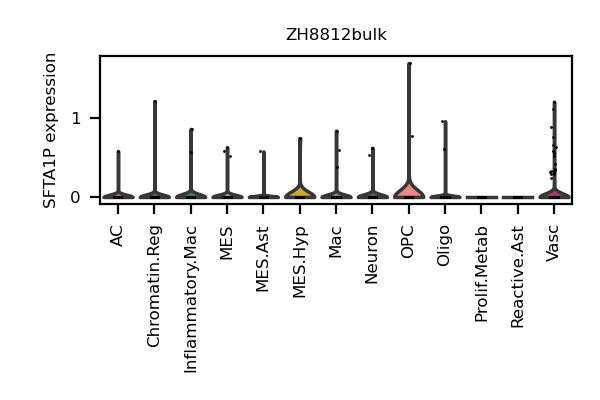 ZH8812bulk
SFTA1P expression
1
0
AC
Chromatin.Reg
Inflammatory.Mac
MES
MES.Ast
MES.Hyp
Mac
Neuron
OPC
Oligo
Prolif.Metab
Reactive.Ast
Vasc